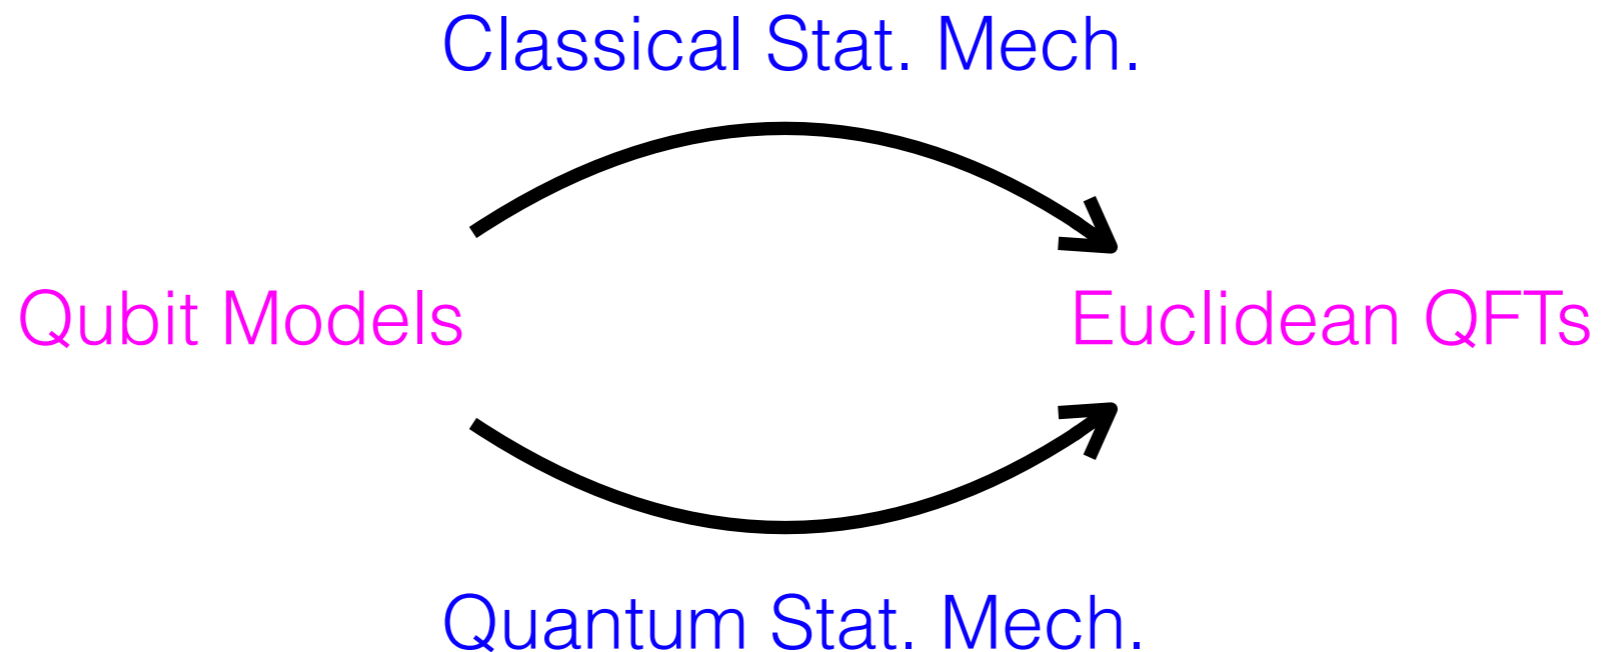 Classical Stat. Mech.
Qubit Models
Euclidean QFTs
Quantum Stat. Mech.